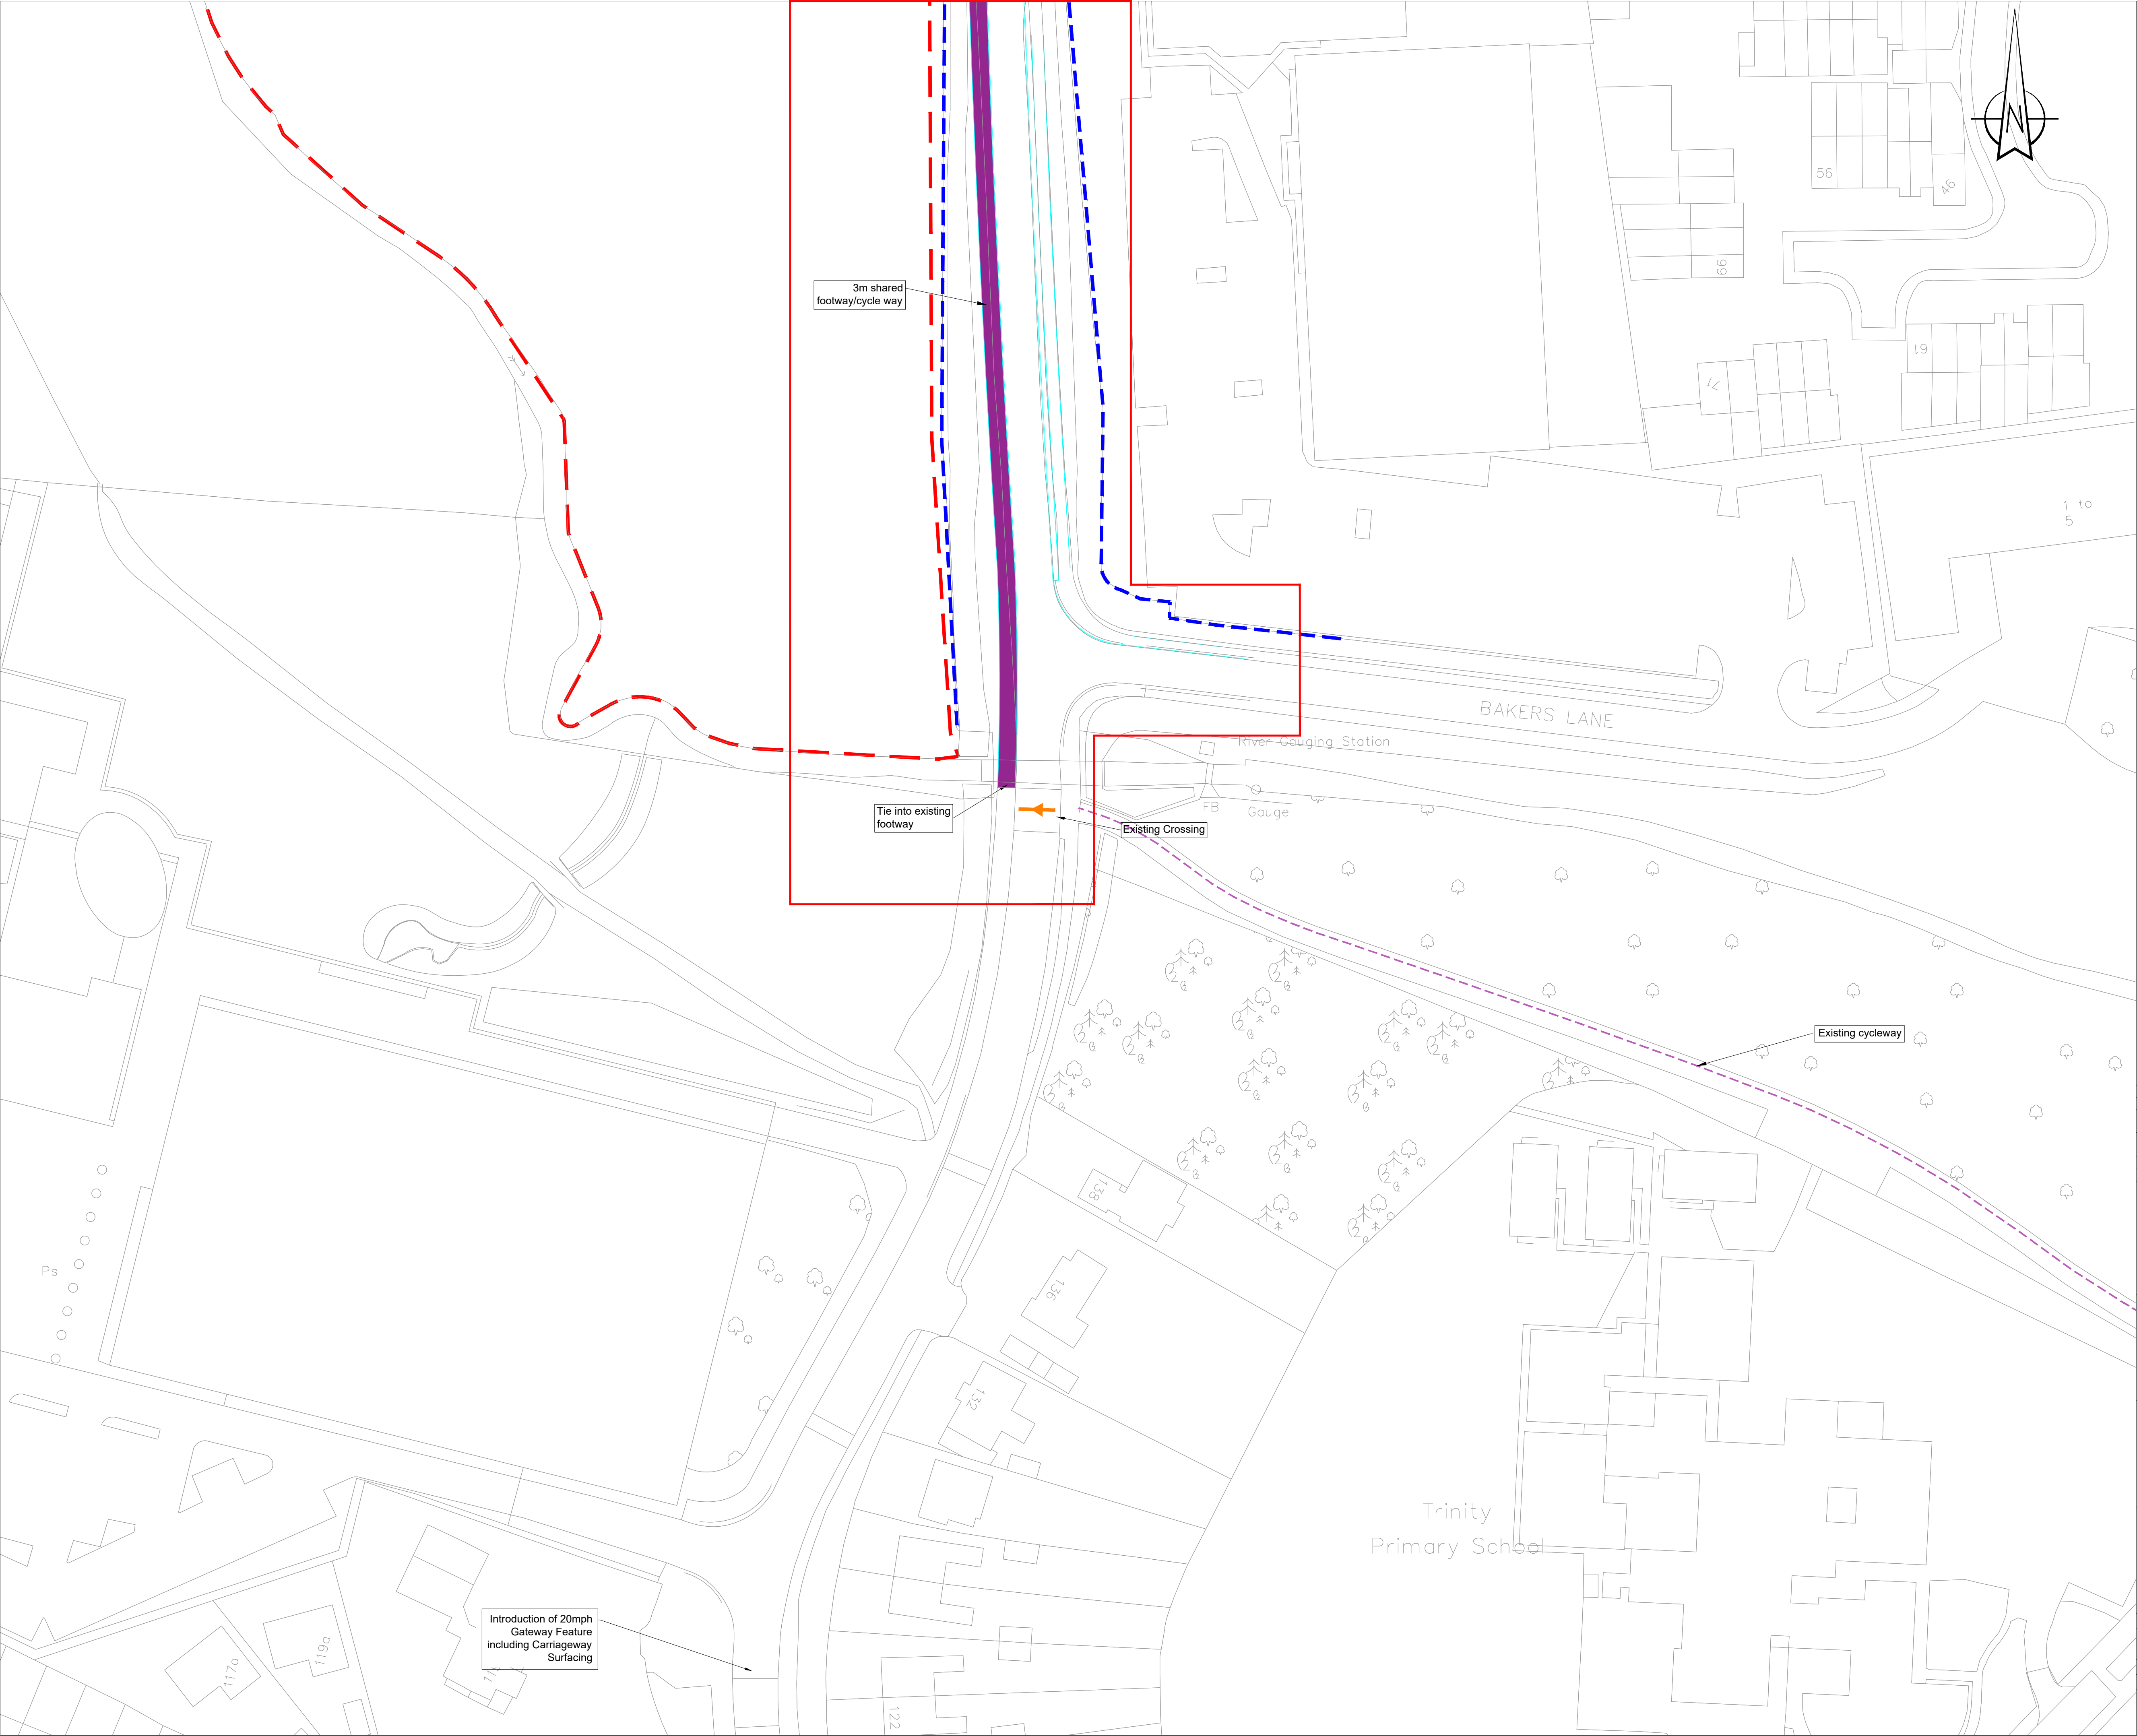 N
56
46
66
61
77
1 to
5
3m shared
footway/cycle way
BAKERS LANE
River Gauging Station
FB
Gauge
Tie into existing
footway
Existing Crossing
Existing cycleway
138
136
132
Ps
Trinity
Primary School
Introduction of 20mph
Gateway Feature
including Carriageway
Surfacing
119a
117a
122